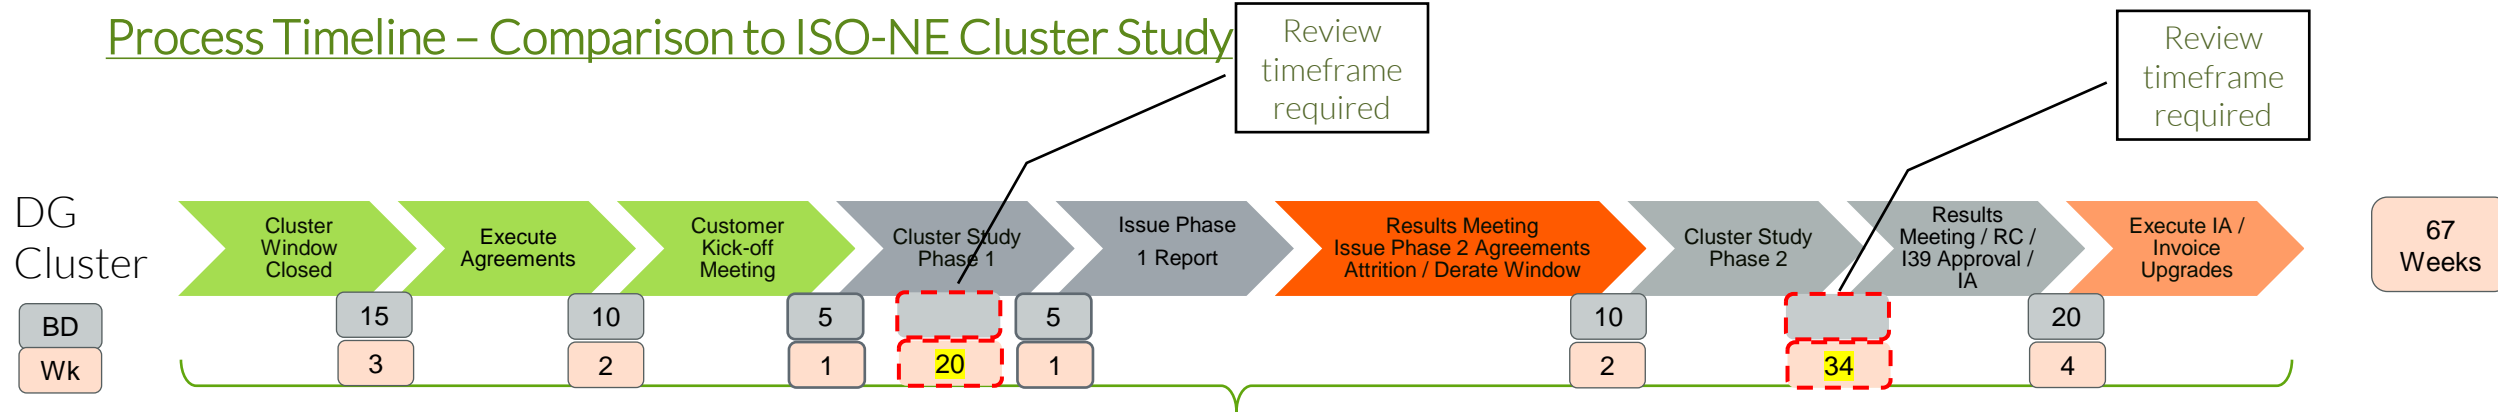 Process Timeline – Comparison to ISO-NE Cluster Study
Review
timeframe
required
Review
timeframe
required
DG
Cluster
Cluster
Window
Closed
Execute
Agreements
Customer
Kick-off
Meeting
Cluster Study
Phase 1
Issue Phase
1 Report
Results Meeting
Issue Phase 2 Agreements
Attrition / Derate Window
Cluster Study
Phase 2
Results
Meeting / RC /
I39 Approval /
IA
Execute IA /
Invoice
Upgrades
67
Weeks
BD
15
10
5
5
10
20
Wk
3
2
1
20
1
2
34
4